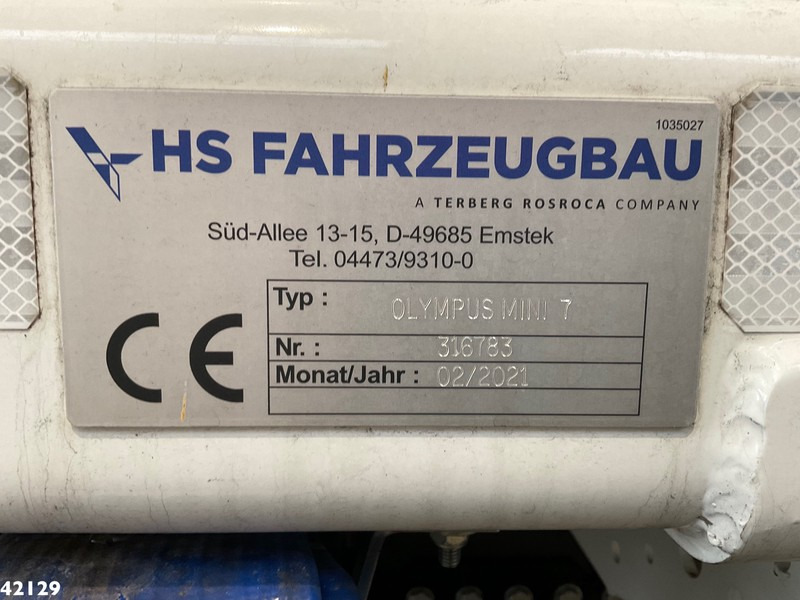 1035027
HS FAHRZEUGBAU
A TERBERG ROSROCA COMPANY
Süd-Allee 13-15, D-49685 Emstek
Tel. 04473/9310-0
CE
Typ : OLYMPUS MINI 7
Nr. : 316783
Monat/Jahr : 02/2021
42129